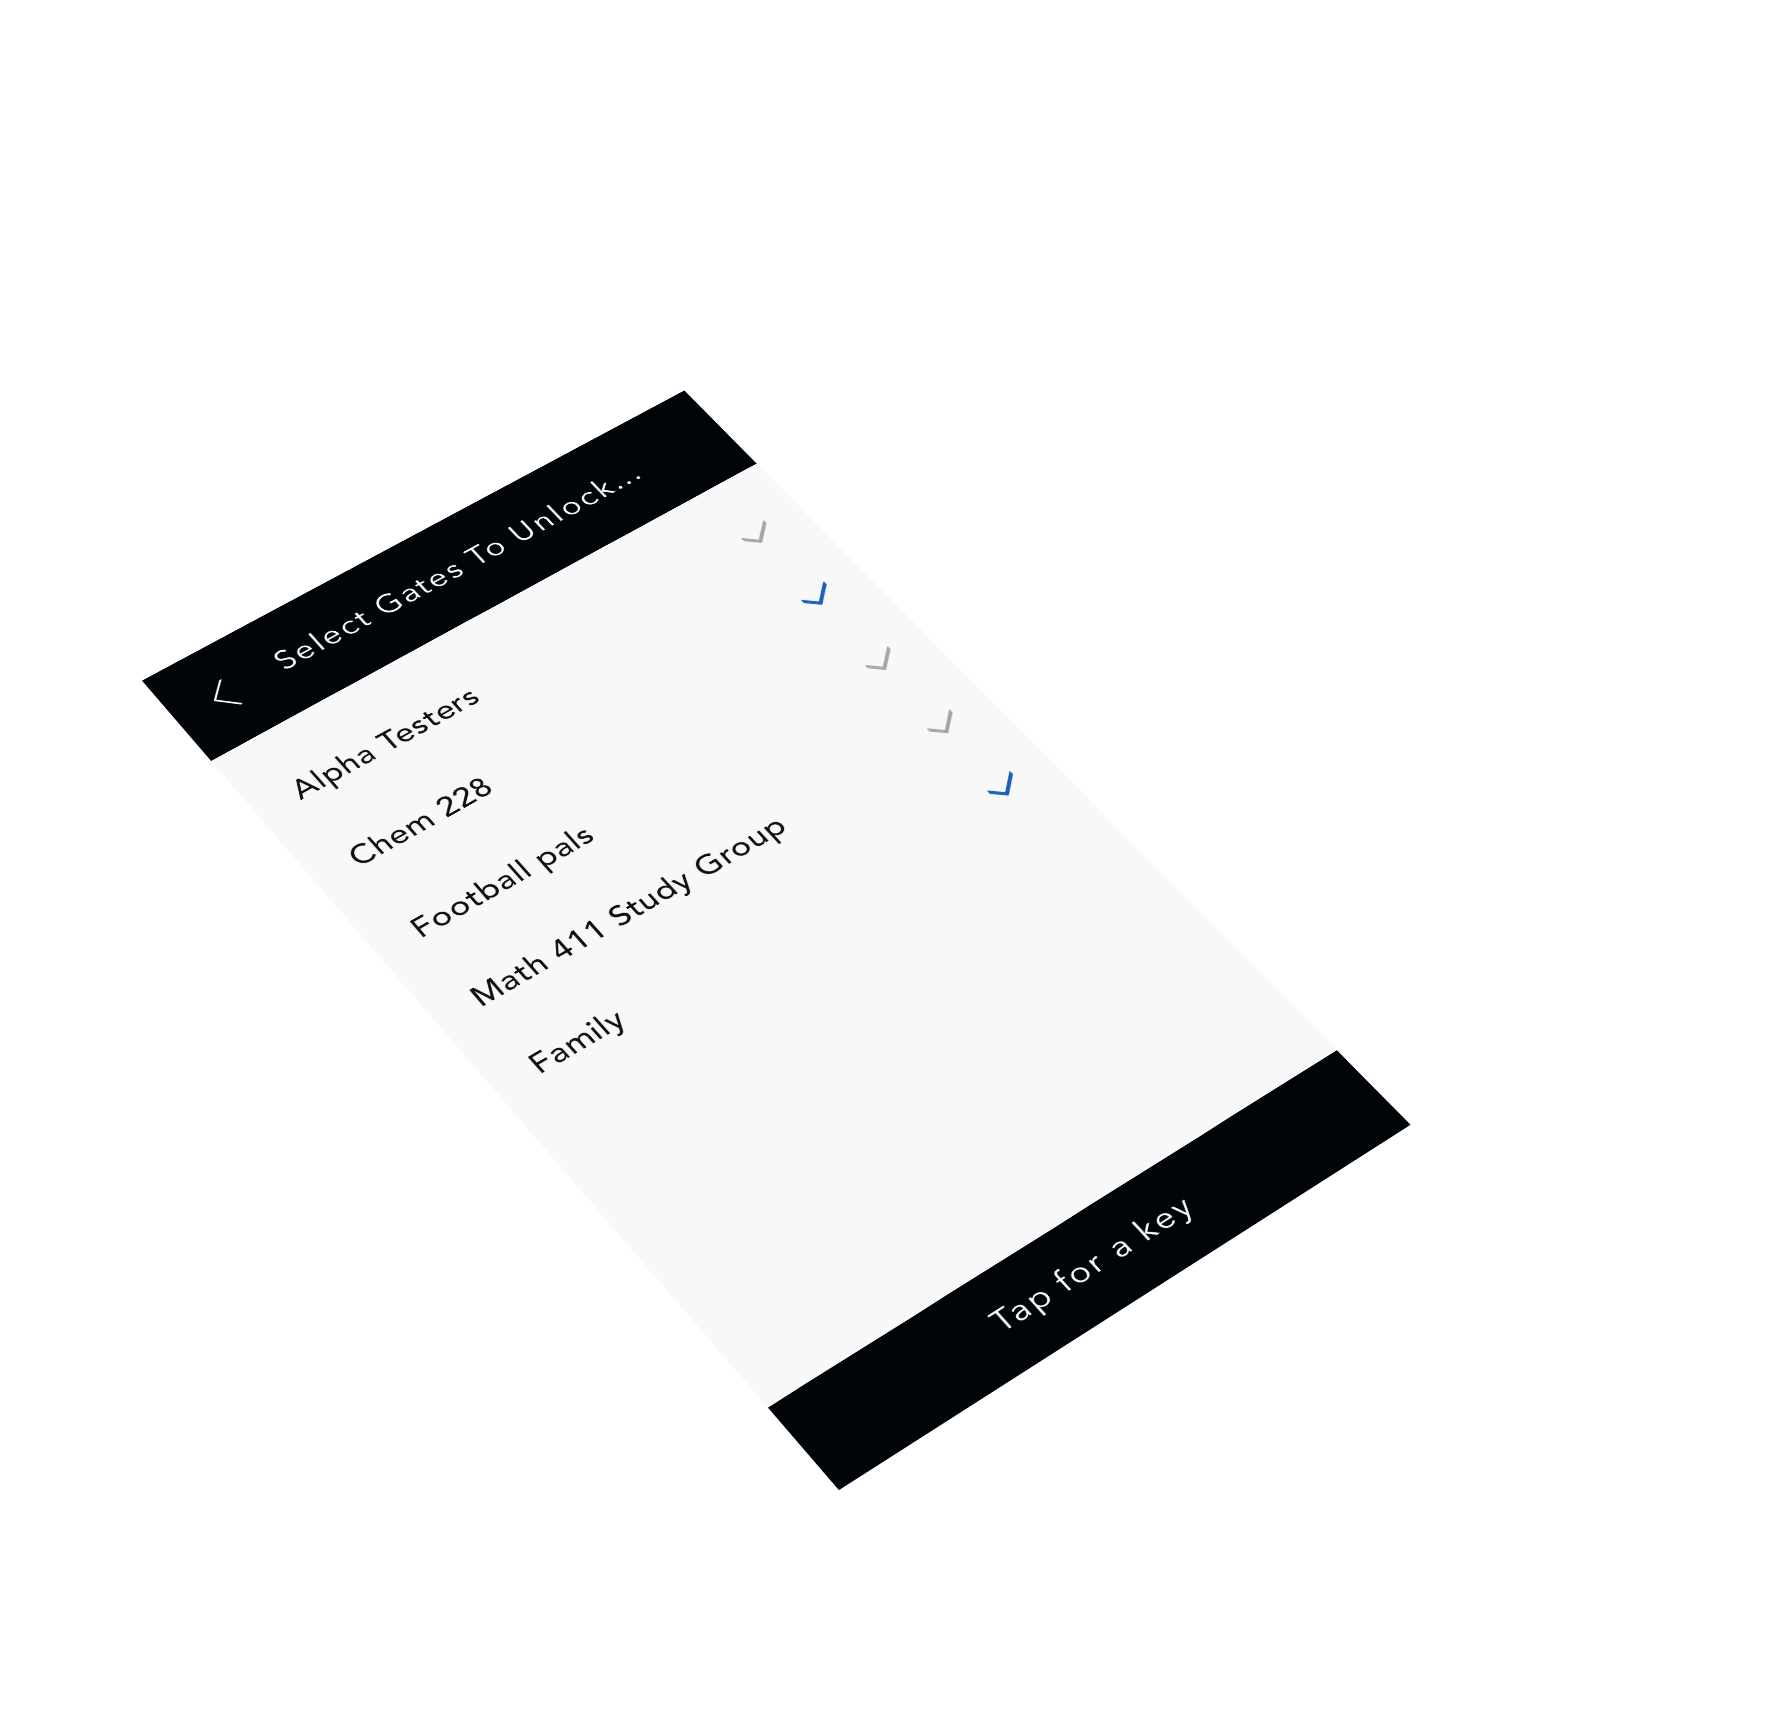 Select Gates To Unlock...
Alpha Testers
Chem 228
Football pals
Math 411 Study Group
Family
Tap for a key